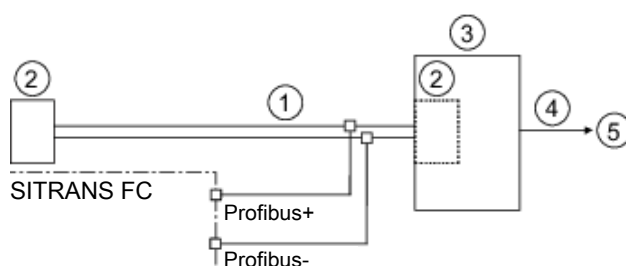 ③
② ② ④
① ⑤
SITRANS FC
Profibus+
Profibus-